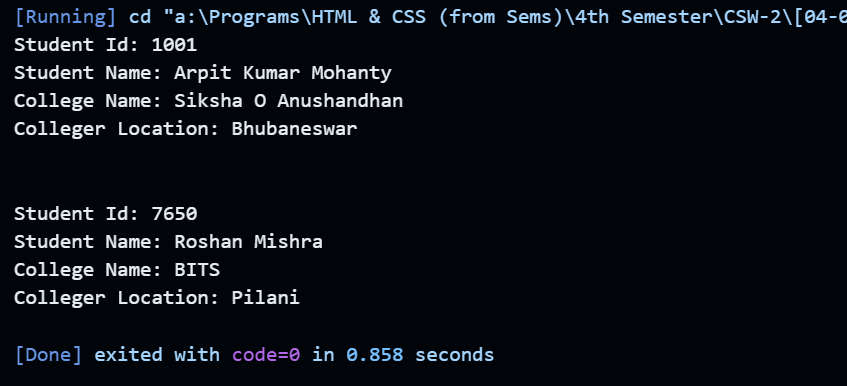 [Running] cd "a:\Programs\HTML & CSS (from Sems)\4th Semester\CSW-2\[04-0
Student Id: 1001
Student Name: Arpit Kumar Mohanty
College Name: Siksha O Anushandhan
Colleger Location: Bhubaneswar
Student Id: 7650
Student Name: Roshan Mishra
College Name: BITS
Colleger Location: Pilani
[Done] exited with code=0 in 0.858 seconds